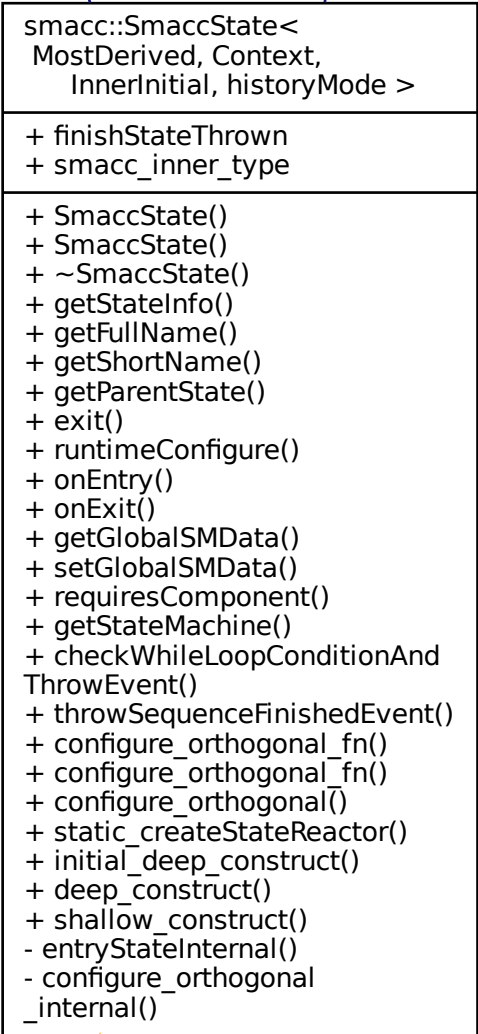 smacc::SmaccState<
MostDerived, Context,
InnerInitial, historyMode >
+ finishStateThrown
+ smacc_inner_type
+ SmaccState()
+ SmaccState()
+ ~SmaccState()
+ getStateInfo()
+ getFullName()
+ getShortName()
+ getParentState()
+ exit()
+ runtimeConfigure()
+ onEntry()
+ onExit()
+ getGlobalSMData()
+ setGlobalSMData()
+ requiresComponent()
+ getStateMachine()
+ checkWhileLoopConditionAnd
ThrowEvent()
+ throwSequenceFinishedEvent()
+ configure_orthogonal_fn()
+ configure_orthogonal_fn()
+ configure_orthogonal()
+ static_createStateReactor()
+ initial_deep_construct()
+ deep_construct()
+ shallow_construct()
- entryStateInternal()
- configure_orthogonal
_internal()